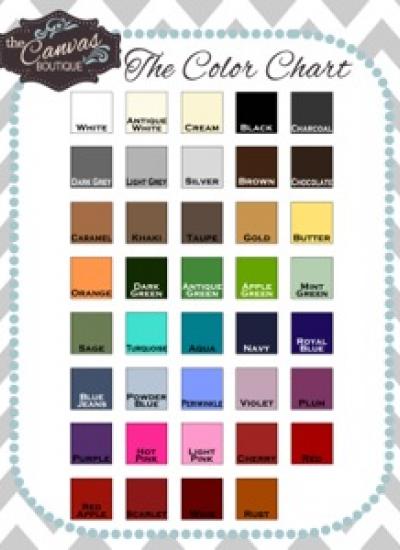 the
Canvas
BOUTIQUE
The Color Chart
WHITE
ANTIQUE
WHITE
CREAM
BLACK
CHARCOAL
DARK GREY
LIGHT GREY
SILVER
BROWN
CHOCOLATE
CARAMEL
KHAKI
TAUPE
GOLD
BUTTER
ORANGE
DARK
GREEN
ANTIQUE
GREEN
APPLE
GREEN
MINT
GREEN
SAGE
TURQUOISE
AQUA
NAVY
ROYAL
BLUE
BLUE
JEANS
POWDER
BLUE
PERIWINKLE
VIOLET
PLUM
PURPLE
HOT
PINK
LIGHT
PINK
CHERRY
RED
RED
APPLE
SCARLET
WINE
RUST